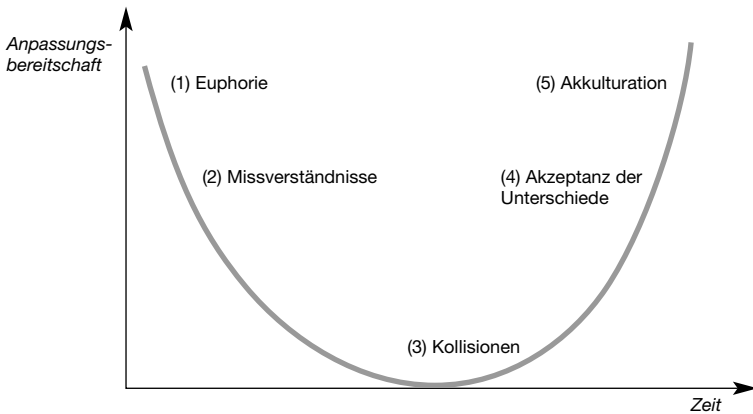 Anpassungs-
bereitschaft
(1) Euphorie
(5) Akkulturation
(2) Missverständnisse
(4) Akzeptanz der
Unterschiede
(3) Kollisionen
Zeit